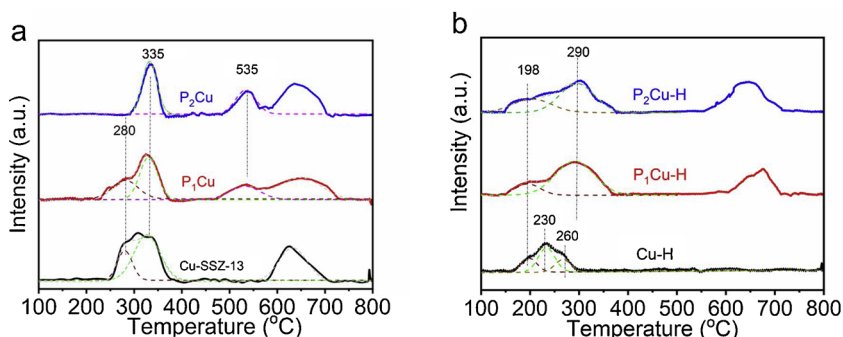 a
335
535
280
P₂Cu
P₁Cu
Cu-SSZ-13
Intensity (a.u.)
100 200 300 400 500 600 700 800
Temperature (°C)
b
290
198
P₂Cu-H
P₁Cu-H
230
260
Cu-H
Intensity (a.u.)
100 200 300 400 500 600 700 800
Temperature (°C)